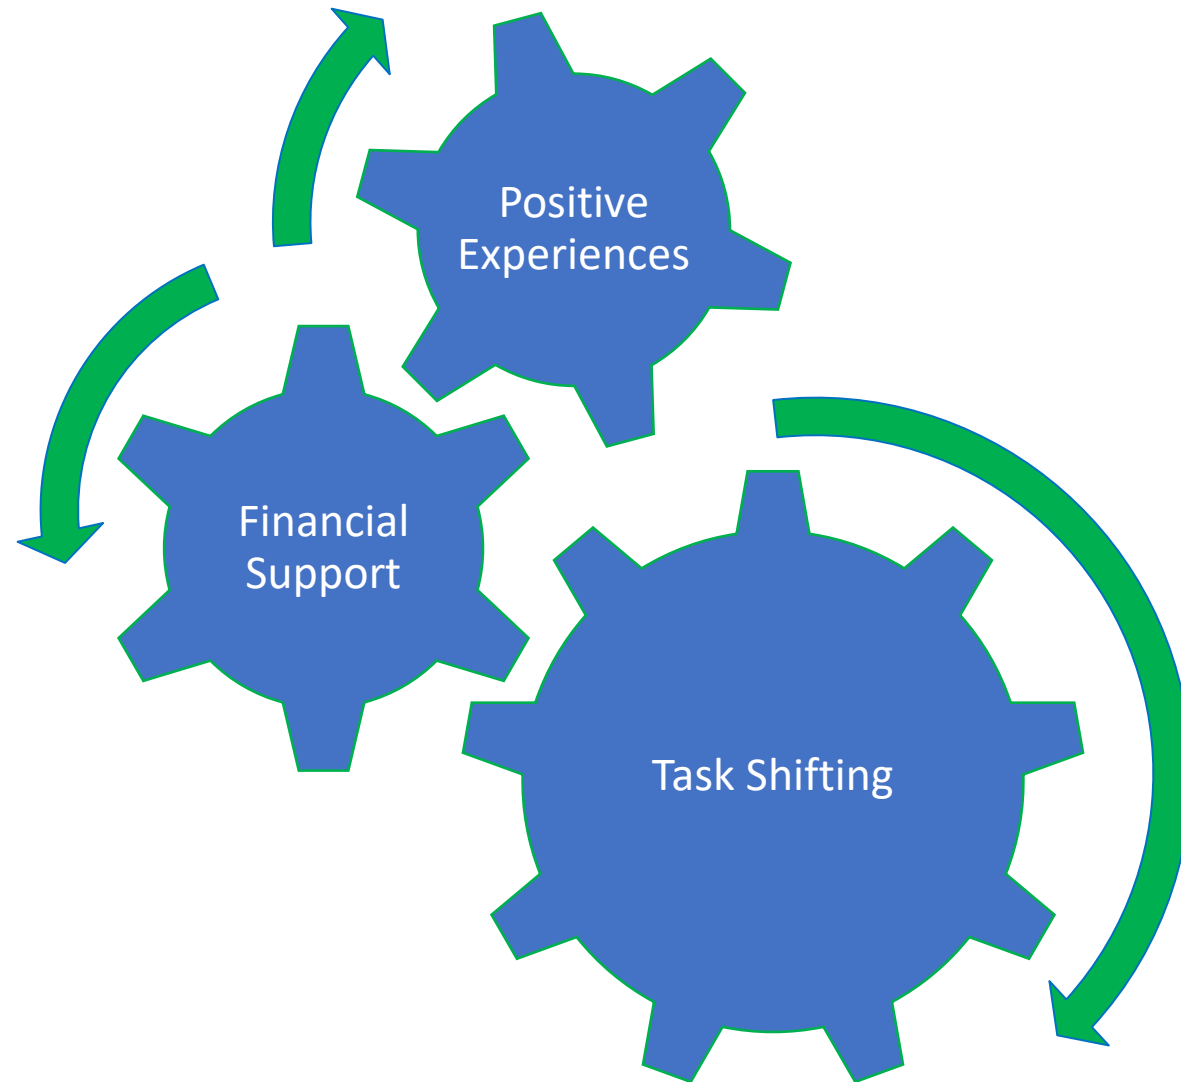 Positive
Experiences
Financial
Support
Task Shifting